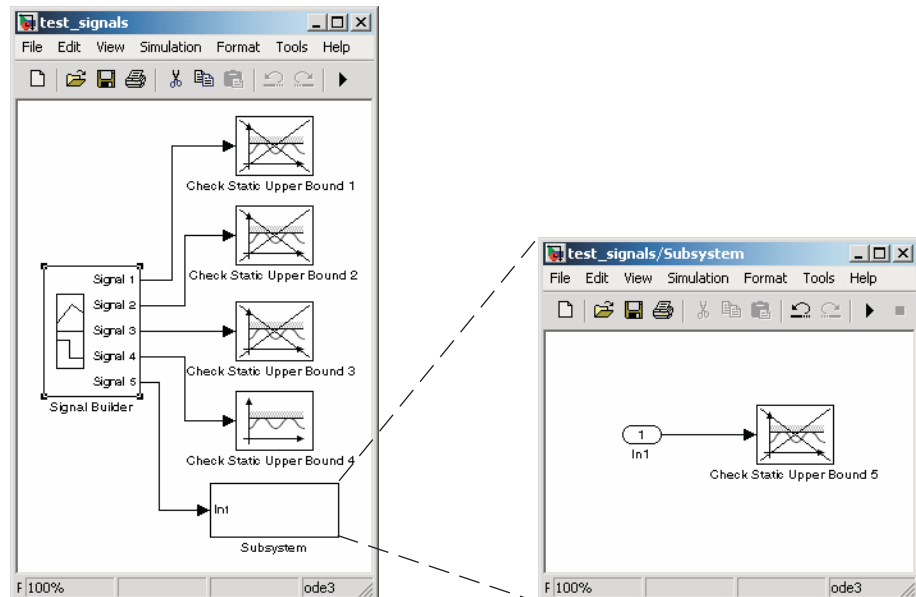 test_signals
File Edit View Simulation Format Tools Help
Check Static Upper Bound 1
Check Static Upper Bound 2
Signal 1
Signal 2
Signal 3
Signal 4
Signal 5
Signal Builder
Check Static Upper Bound 3
Check Static Upper Bound 4
In1
Subsystem
F 100% ode3
test_signals/Subsystem
File Edit View Simulation Format Tools Help
1
In1
Check Static Upper Bound 5
F 100% ode3